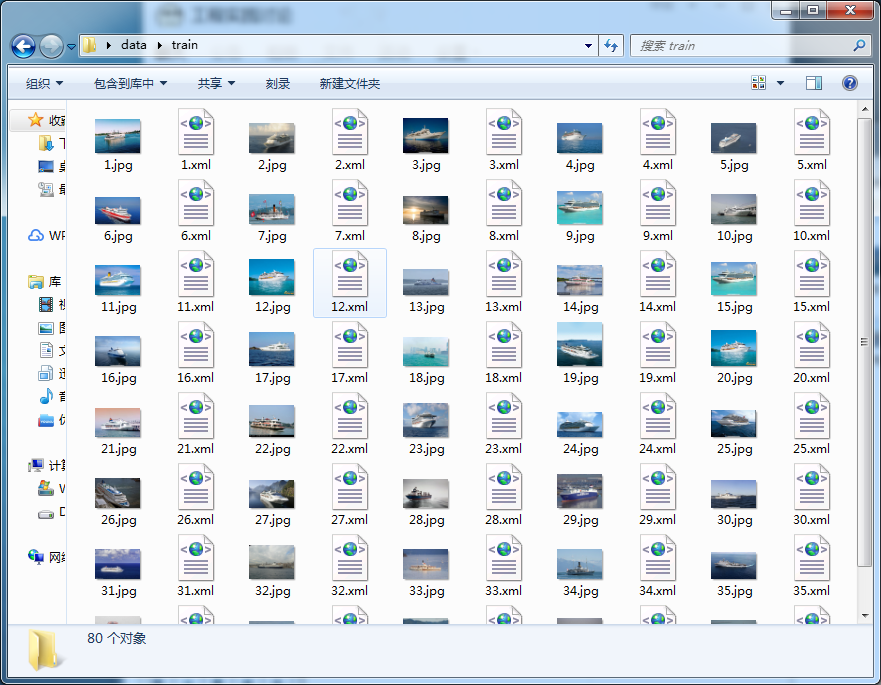 工程实践讨论
data train
搜索 train
组织 包含到库中 共享 刻录 新建文件夹
收藏
1.jpg 1.xml 2.jpg 2.xml 3.jpg 3.xml 4.jpg 4.xml 5.jpg 5.xml
WP
6.jpg 6.xml 7.jpg 7.xml 8.jpg 8.xml 9.jpg 9.xml 10.jpg 10.xml
库
11.jpg 11.xml 12.jpg 12.xml 13.jpg 13.xml 14.jpg 14.xml 15.jpg 15.xml
16.jpg 16.xml 17.jpg 17.xml 18.jpg 18.xml 19.jpg 19.xml 20.jpg 20.xml
21.jpg 21.xml 22.jpg 22.xml 23.jpg 23.xml 24.jpg 24.xml 25.jpg 25.xml
计算
26.jpg 26.xml 27.jpg 27.xml 28.jpg 28.xml 29.jpg 29.xml 30.jpg 30.xml
网络
31.jpg 31.xml 32.jpg 32.xml 33.jpg 33.xml 34.jpg 34.xml 35.jpg 35.xml
80 个对象